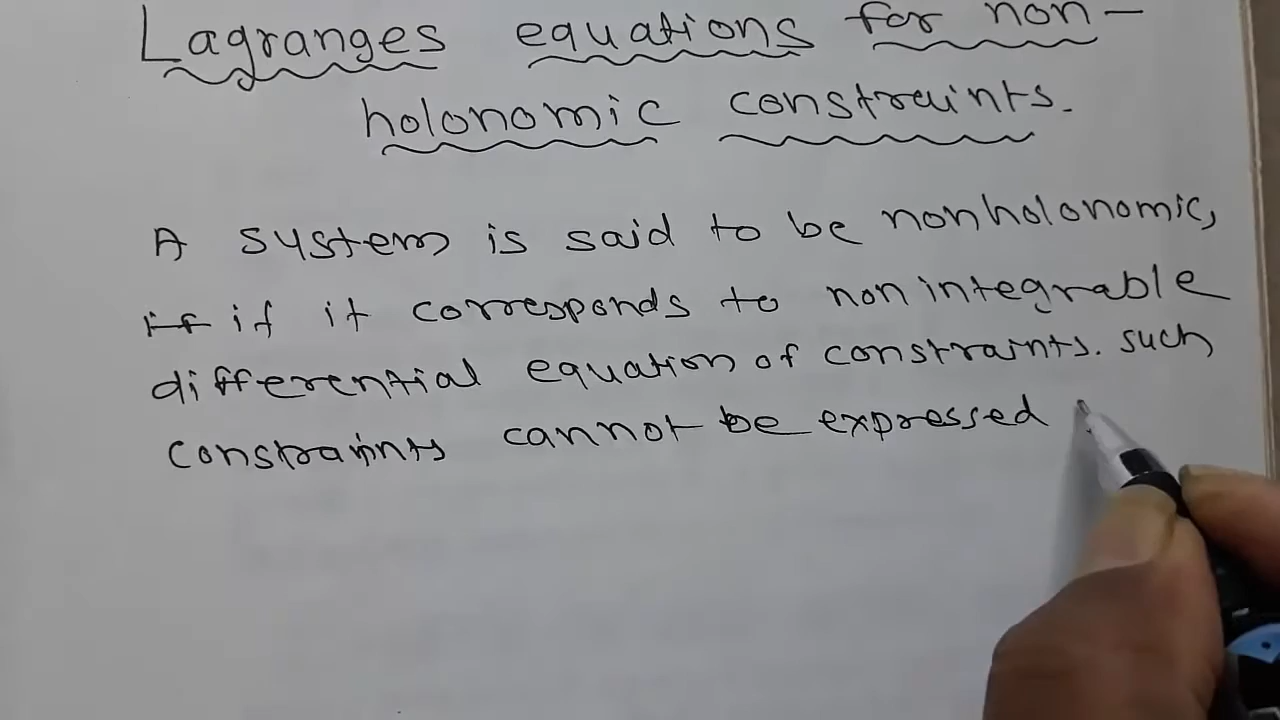 Lagranges equations for non-
holonomic constraints.
A system is said to be nonholonomic,
if if it corresponds to non integrable
differential equation of constraints. such
constraints cannot be expressed